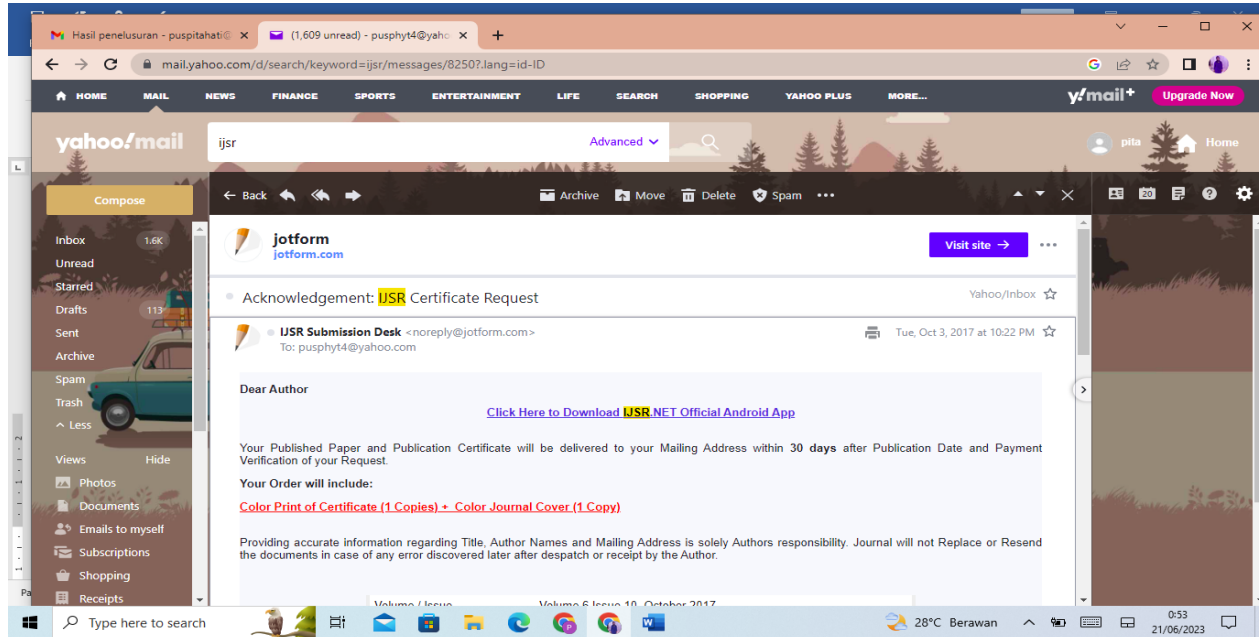 Hasil penelusuran - puspitahati@
(1,609 unread) - pusphyt4@yaho
mail.yahoo.com/d/search/keyword=ijsr/messages/8250?.lang=id-ID
HOME MAIL NEWS FINANCE SPORTS ENTERTAINMENT LIFE SEARCH SHOPPING YAHOO PLUS MORE... y!mail+ Upgrade Now
yahoo!mail ijsr Advanced pita Home
Compose
Back Archive Move Delete Spam 20
Inbox 1.6K
Unread
Starred
Drafts 113
Sent
Archive
Spam
Trash
Less
Views Hide
Photos
Documents
Emails to myself
Subscriptions
Shopping
Receipts
jotform
jotform.com
Visit site →
Acknowledgement: IJSR Certificate Request Yahoo/Inbox
IJSR Submission Desk <noreply@jotform.com> Tue, Oct 3, 2017 at 10:22 PM
To: pusphyt4@yahoo.com
Dear Author
Click Here to Download IJSR.NET Official Android App
Your Published Paper and Publication Certificate will be delivered to your Mailing Address within 30 days after Publication Date and Payment
Verification of your Request.
Your Order will include:
Color Print of Certificate (1 Copies) + Color Journal Cover (1 Copy)
Providing accurate information regarding Title, Author Names and Mailing Address is solely Authors responsibility. Journal will not Replace or Resend
the documents in case of any error discovered later after despatch or receipt by the Author.
Volume / Issue Volume 6 Issue 10, October 2017
Pa
Type here to search 28°C Berawan 0:53
21/06/2023